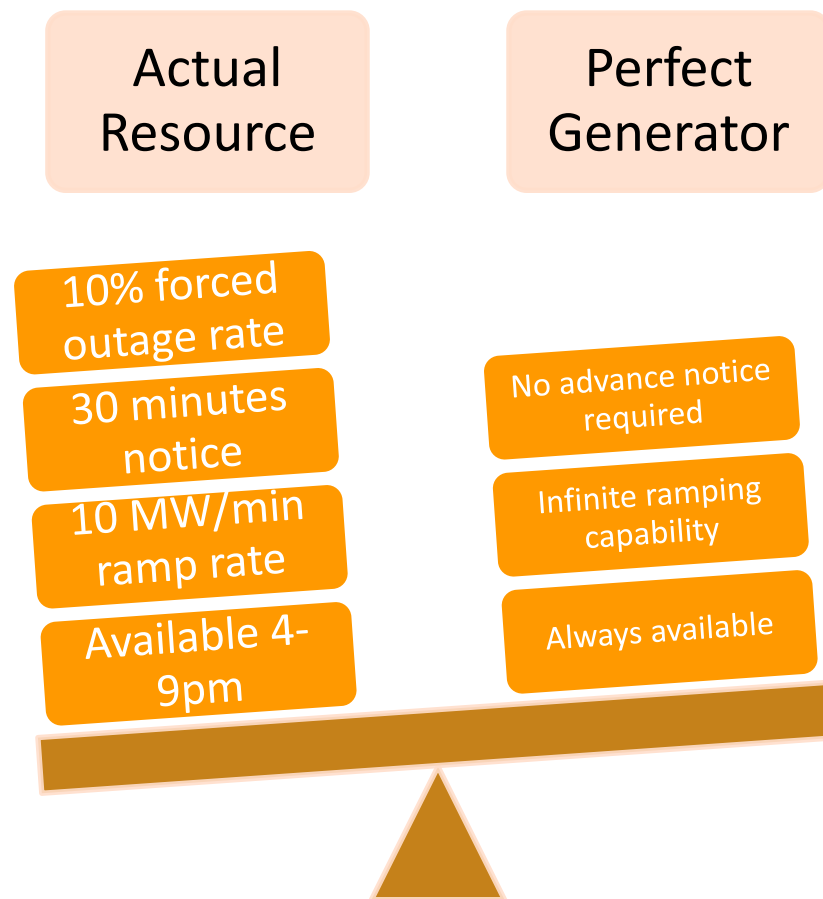 Actual
Resource
Perfect
Generator
10% forced
outage rate
30 minutes
notice
10 MW/min
ramp rate
Available 4-
9pm
No advance notice
required
Infinite ramping
capability
Always available